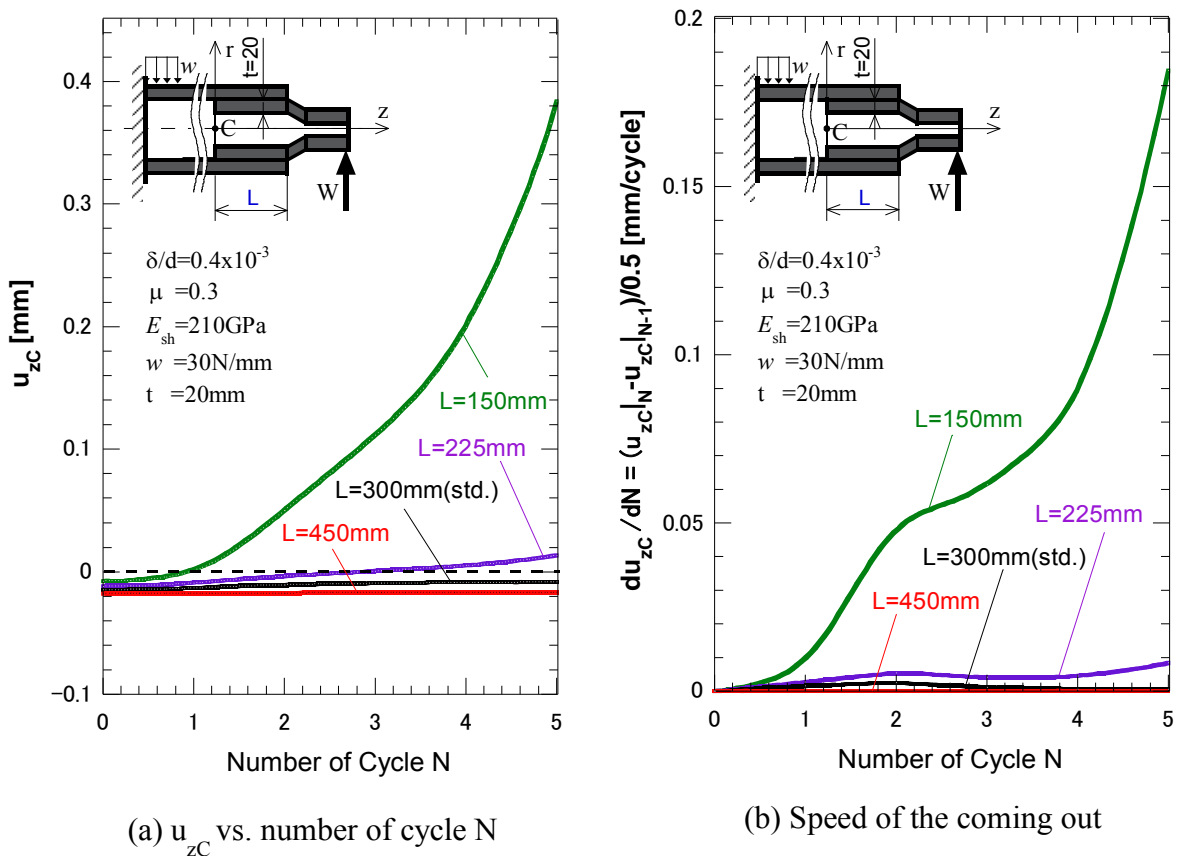 0.4
0.3
0.2
0.1
0
−0.1
0 1 2 3 4 5
u_zC [mm]
Number of Cycle N
w
r
t=20
z
C
L
W
δ/d=0.4x10⁻³
μ =0.3
E_sh=210GPa
w =30N/mm
t =20mm
L=150mm
L=225mm
L=300mm(std.)
L=450mm
(a) u_zC vs. number of cycle N
0.2
0.15
0.1
0.05
0
0 1 2 3 4 5
du_zC /dN = (u_zC|_N-u_zC|_N-1)/0.5 [mm/cycle]
Number of Cycle N
w
r
t=20
z
C
L
W
δ/d=0.4x10⁻³
μ =0.3
E_sh=210GPa
w =30N/mm
t =20mm
L=150mm
L=225mm
L=300mm(std.)
L=450mm
(b) Speed of the coming out